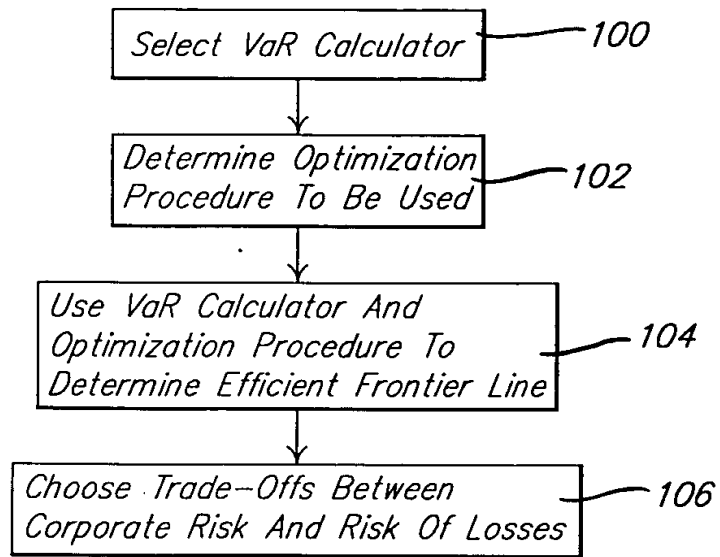 Select VaR Calculator
100
Determine Optimization
Procedure To Be Used
102
Use VaR Calculator And
Optimization Procedure To
Determine Efficient Frontier Line
104
Choose Trade-Offs Between
Corporate Risk And Risk Of Losses
106